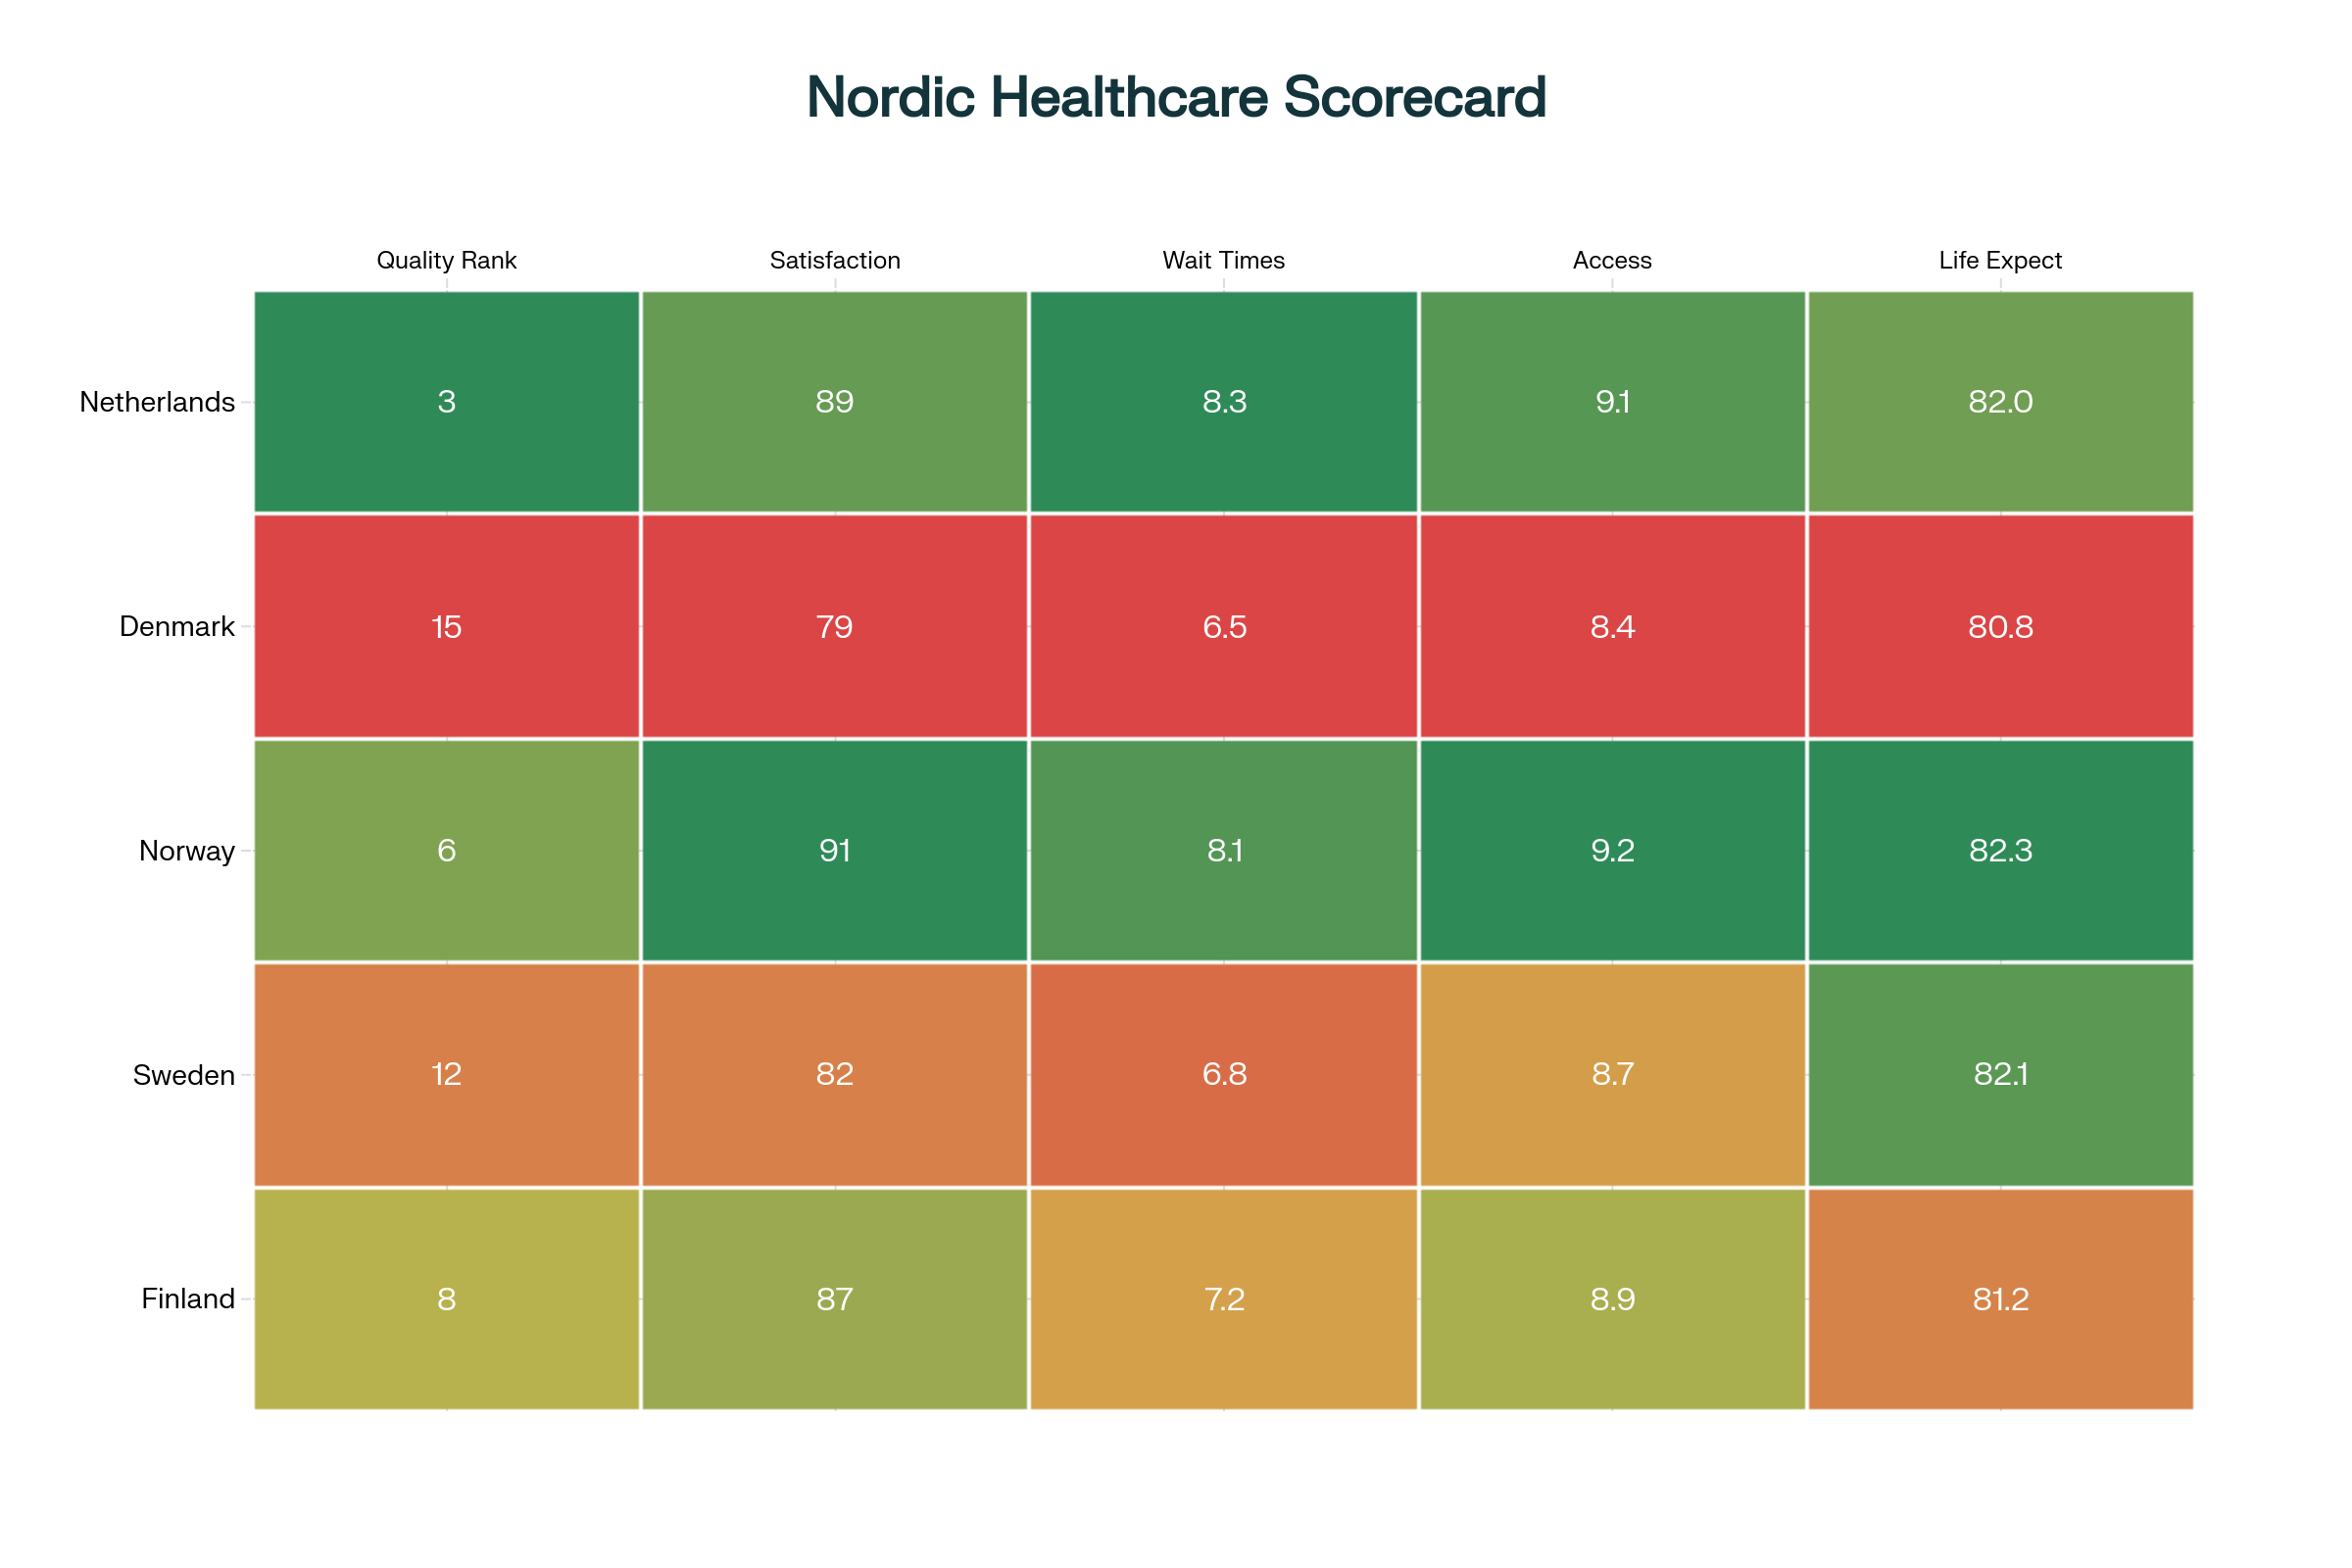 Nordic Healthcare Scorecard
Quality Rank Satisfaction Wait Times Access Life Expect
Netherlands 3 89 8.3 9.1 82.0
Denmark 15 79 6.5 8.4 80.8
Norway 6 91 8.1 9.2 82.3
Sweden 12 82 6.8 8.7 82.1
Finland 8 87 7.2 8.9 81.2